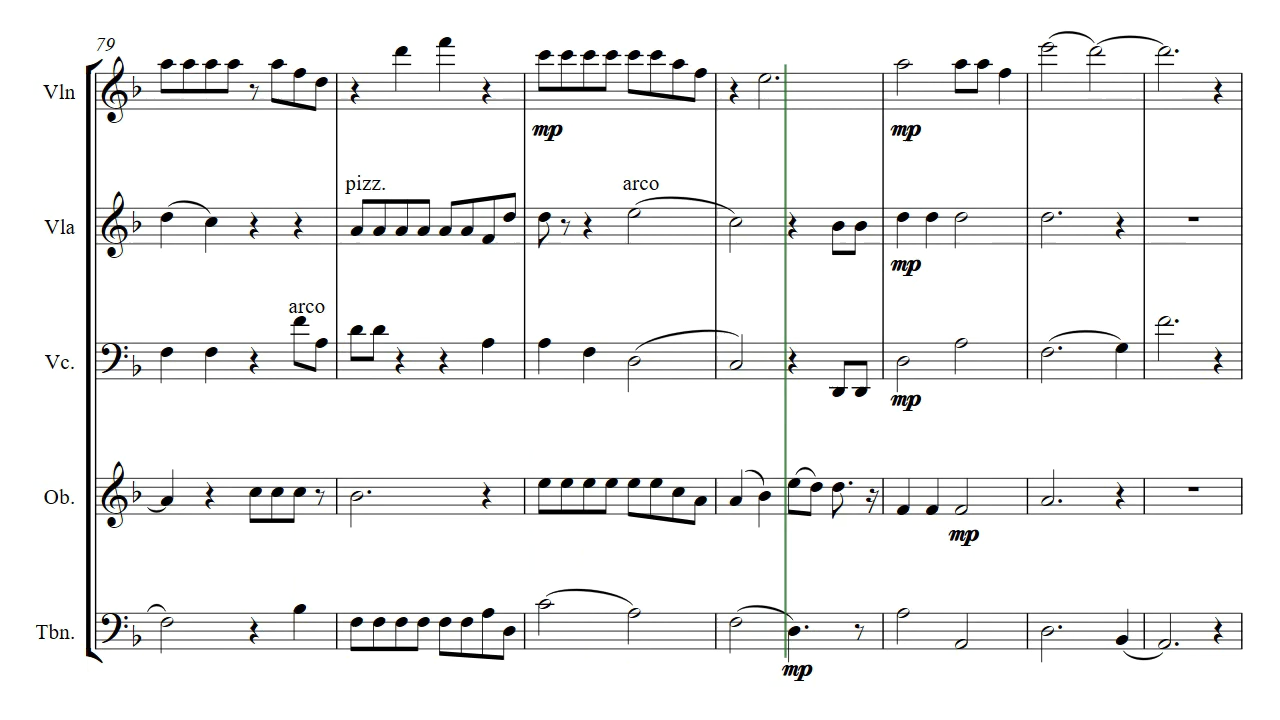 79
Vln
mp
mp
pizz.
arco
Vla
mp
arco
Vc.
mp
Ob.
mp
Tbn.
mp